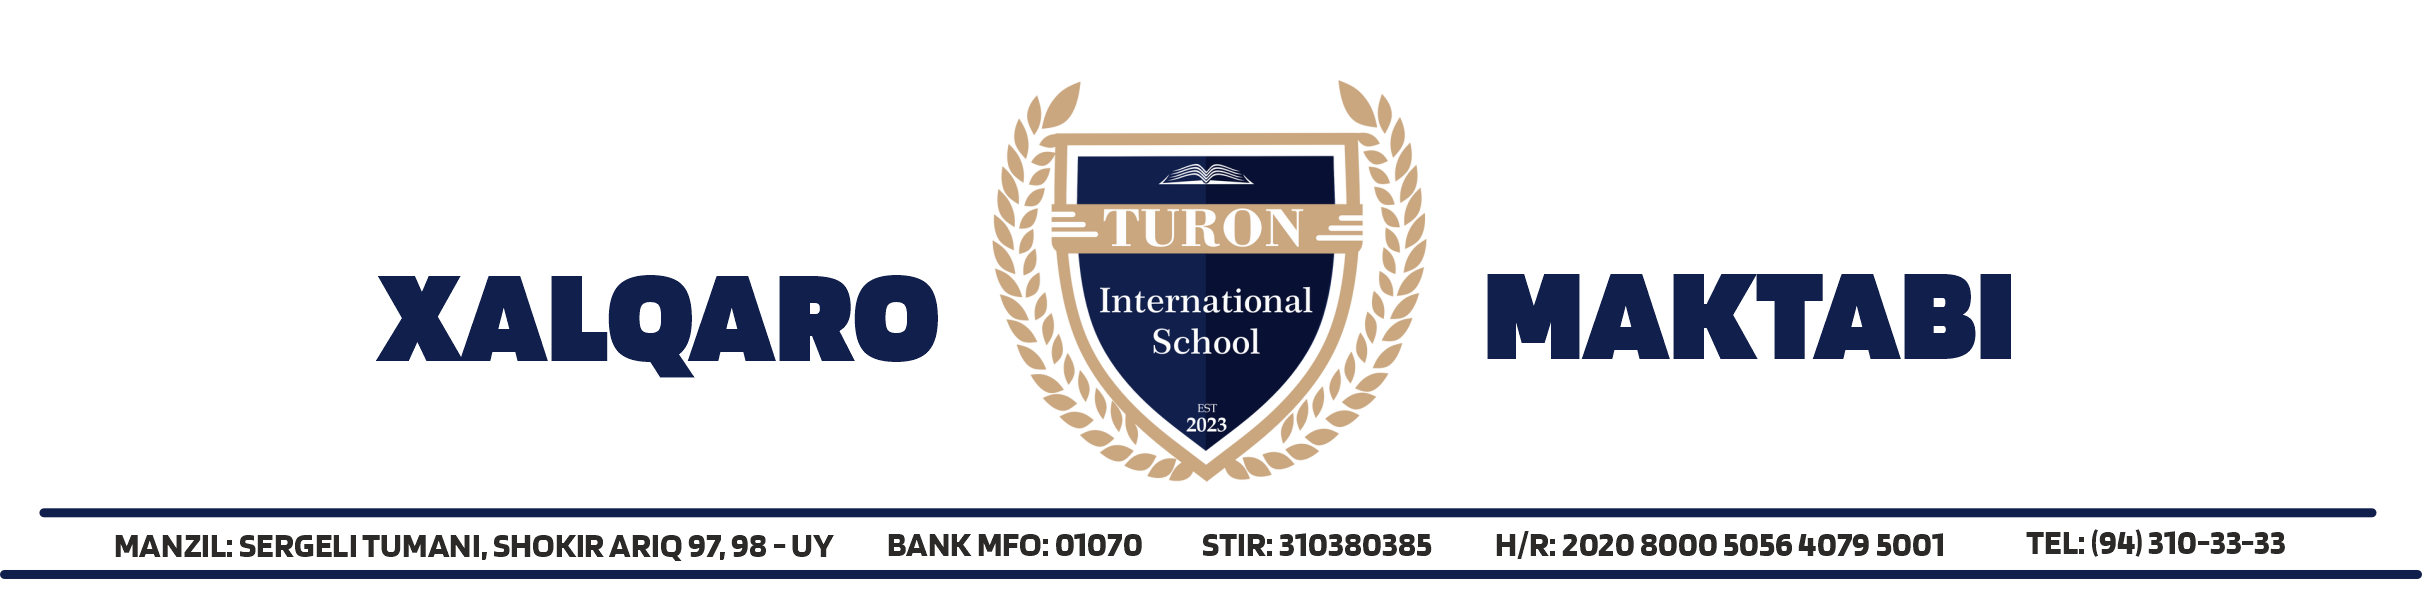 XALQARO
TURON
International
School
EST
2023
MAKTABI
MANZIL: SERGELI TUMANI, SHOKIR ARIQ 97, 98 - UY BANK MFO: 01070 STIR: 310380385 H/R: 2020 8000 5056 4079 5001 TEL: (94) 310-33-33